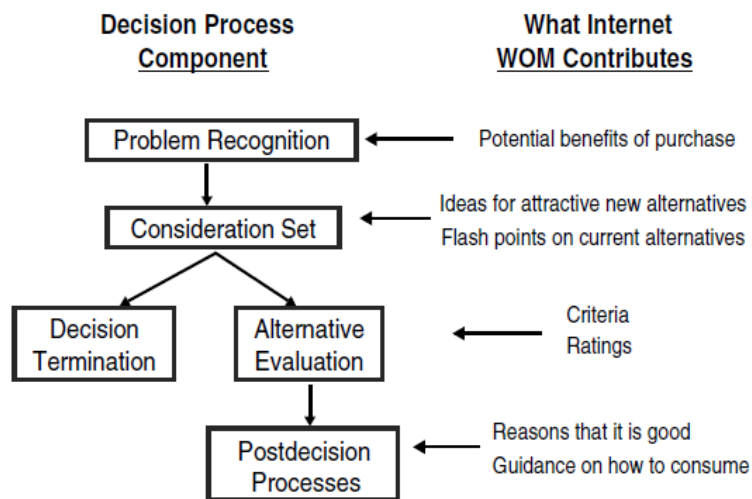 Decision Process
Component
What Internet
WOM Contributes
Problem Recognition
Potential benefits of purchase
Consideration Set
Ideas for attractive new alternatives
Flash points on current alternatives
Decision
Termination
Alternative
Evaluation
Criteria
Ratings
Postdecision
Processes
Reasons that it is good
Guidance on how to consume